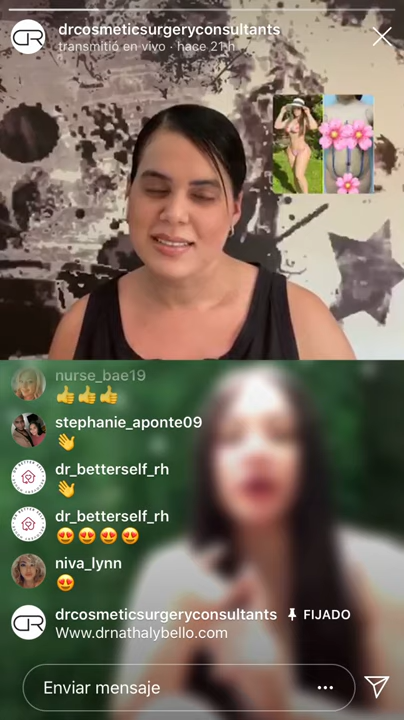 drcosmeticsurgeryconsultants
transmitió en vivo · hace 21 h
nurse_bae19
👍👍👍
stephanie_aponte09
👋
dr_betterself_rh
👋
dr_betterself_rh
😍😍😍😍
niva_lynn
😍
drcosmeticsurgeryconsultants 📌 FIJADO
Www.drnathalybello.com
Enviar mensaje